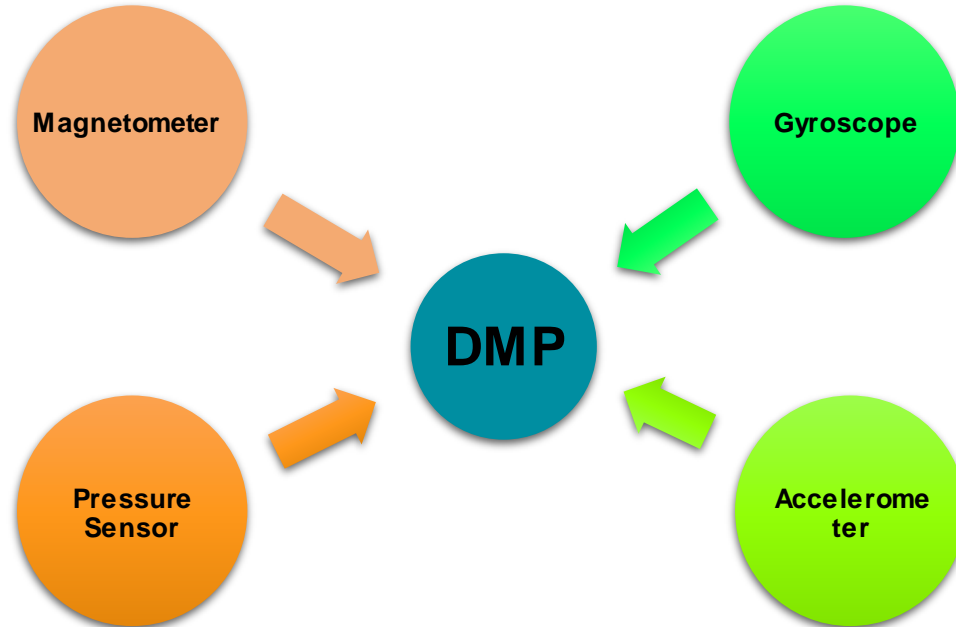 Magnetometer
Gyroscope
DMP
Pressure
Sensor
Accelerome
ter